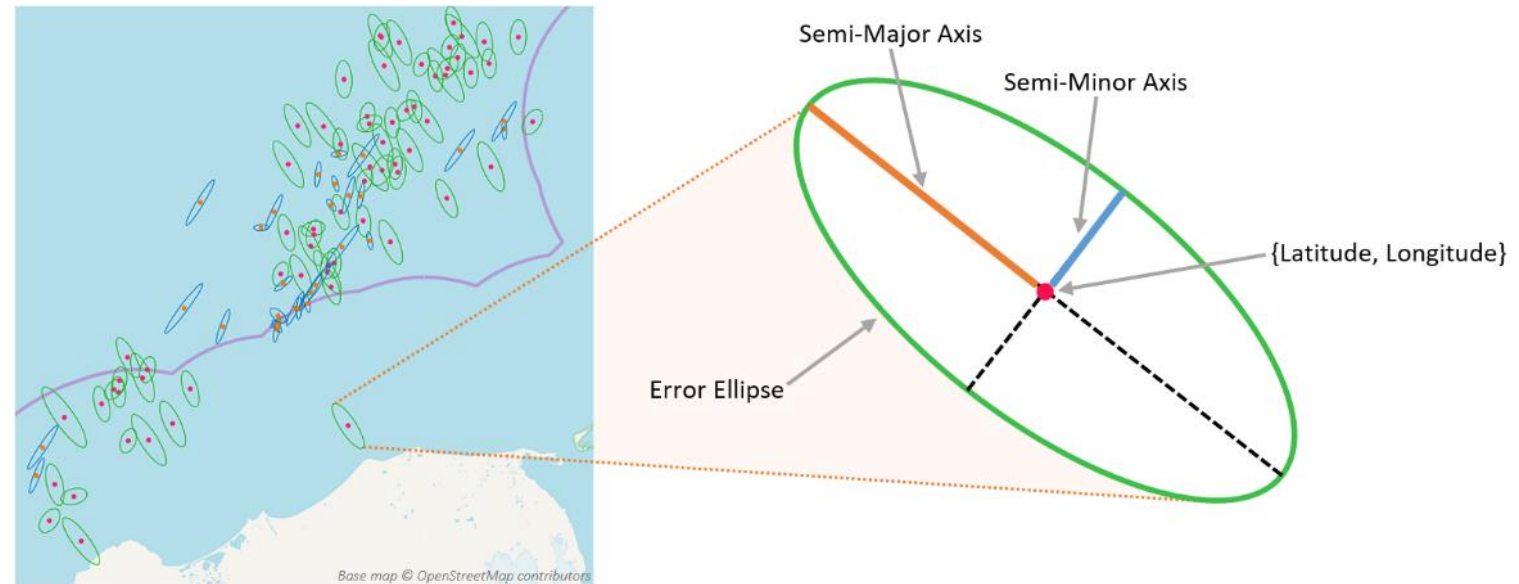 Semi-Major Axis
Semi-Minor Axis
{Latitude, Longitude}
Error Ellipse
Base map © OpenStreetMap contributors